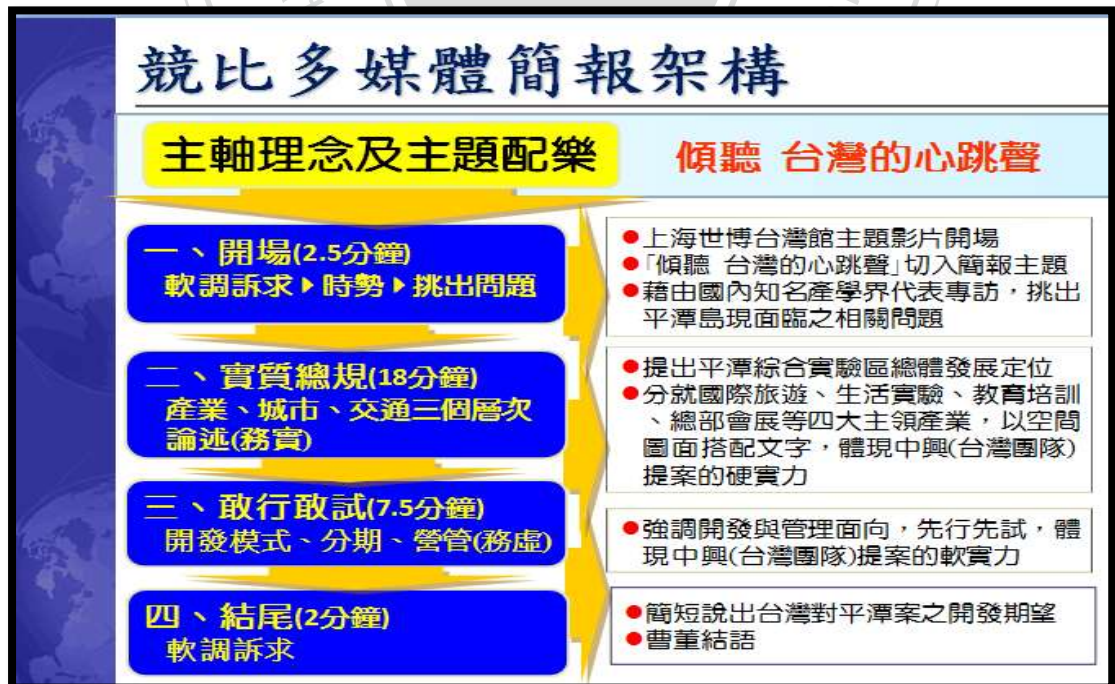 競比多媒體簡報架構
主軸理念及主題配樂
傾聽 台灣的心跳聲
一、開場(2.5分鐘)
軟調訴求▶時勢▶挑出問題
●上海世博台灣館主題影片開場
●「傾聽 台灣的心跳聲」切入簡報主題
●藉由國內知名產學界代表專訪，挑出
平潭島現面臨之相關問題
二、實質總規(18分鐘)
產業、城市、交通三個層次
論述(務實)
●提出平潭綜合實驗區總體發展定位
●分就國際旅遊、生活實驗、教育培訓
、總部會展等四大主領產業，以空間
圖面搭配文字，體現中興(台灣團隊)
提案的硬實力
三、敢行敢試(7.5分鐘)
開發模式、分期、營管(務虛)
●強調開發與管理面向，先行先試，體
現中興(台灣團隊)提案的軟實力
四、結尾(2分鐘)
軟調訴求
●簡短說出台灣對平潭案之開發期望
●曹董結語